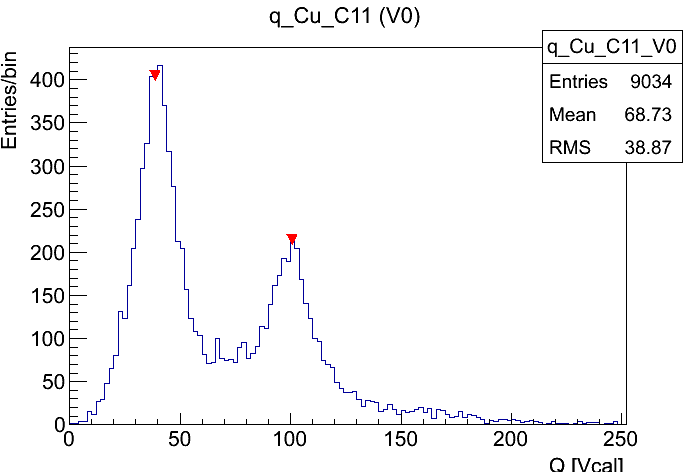 q_Cu_C11 (V0)
q_Cu_C11_V0
Entries 9034
Mean 68.73
RMS 38.87
Entries/bin
400
350
300
250
200
150
100
50
0
0 50 100 150 200 250
Q [Vcal]